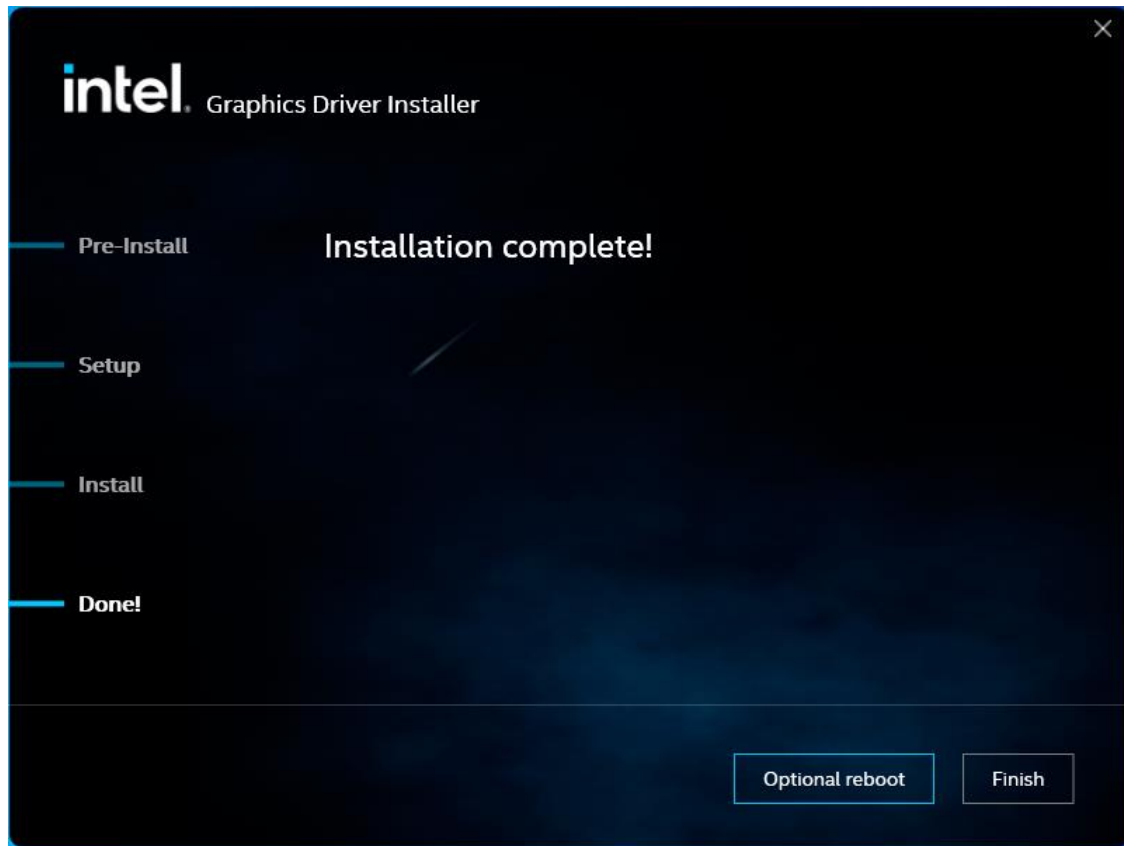 intel. Graphics Driver Installer
Pre-Install
Installation complete!
Setup
Install
Done!
Optional reboot
Finish